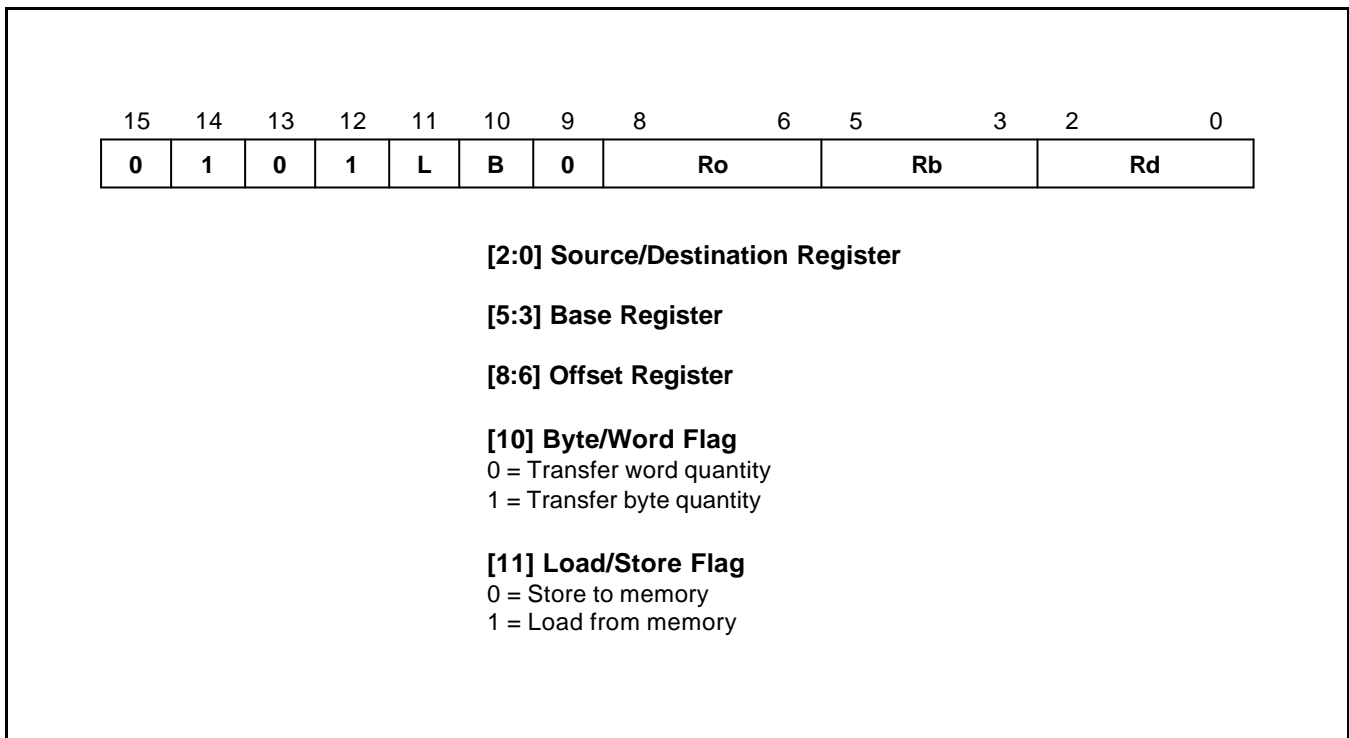 15 14 13 12 11 10 9 8 6 5 3 2 0
0 1 0 1 L B 0 Ro Rb Rd
[2:0] Source/Destination Register
[5:3] Base Register
[8:6] Offset Register
[10] Byte/Word Flag
0 = Transfer word quantity
1 = Transfer byte quantity
[11] Load/Store Flag
0 = Store to memory
1 = Load from memory